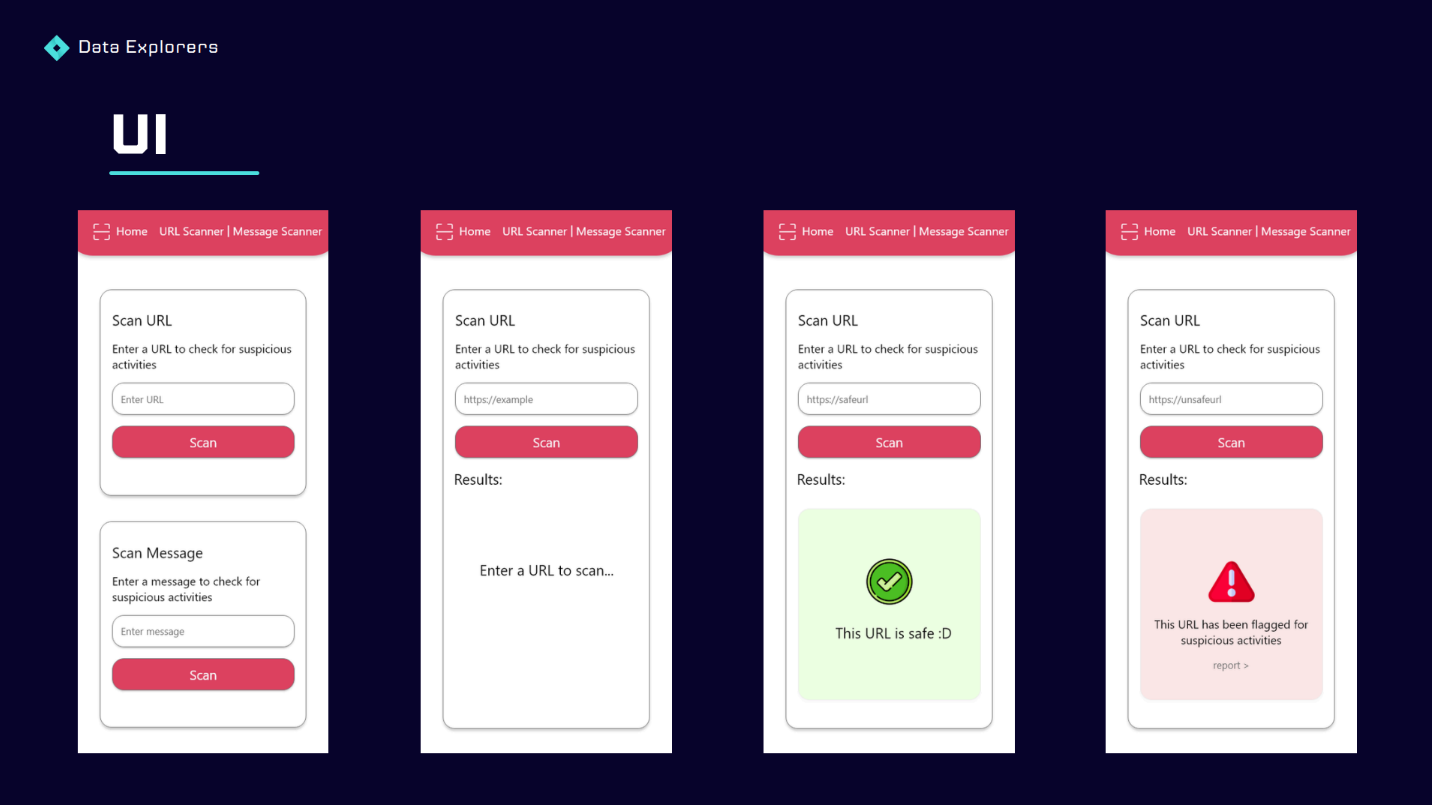 Data Explorers
UI
Home URL Scanner | Message Scanner
Scan URL
Enter a URL to check for suspicious
activities
Enter URL
Scan
Scan Message
Enter a message to check for
suspicious activities
Enter message
Scan
Home URL Scanner | Message Scanner
Scan URL
Enter a URL to check for suspicious
activities
https://example
Scan
Results:
Enter a URL to scan...
Home URL Scanner | Message Scanner
Scan URL
Enter a URL to check for suspicious
activities
https://safeurl
Scan
Results:
This URL is safe :D
Home URL Scanner | Message Scanner
Scan URL
Enter a URL to check for suspicious
activities
https://unsafeurl
Scan
Results:
This URL has been flagged for
suspicious activities
report >